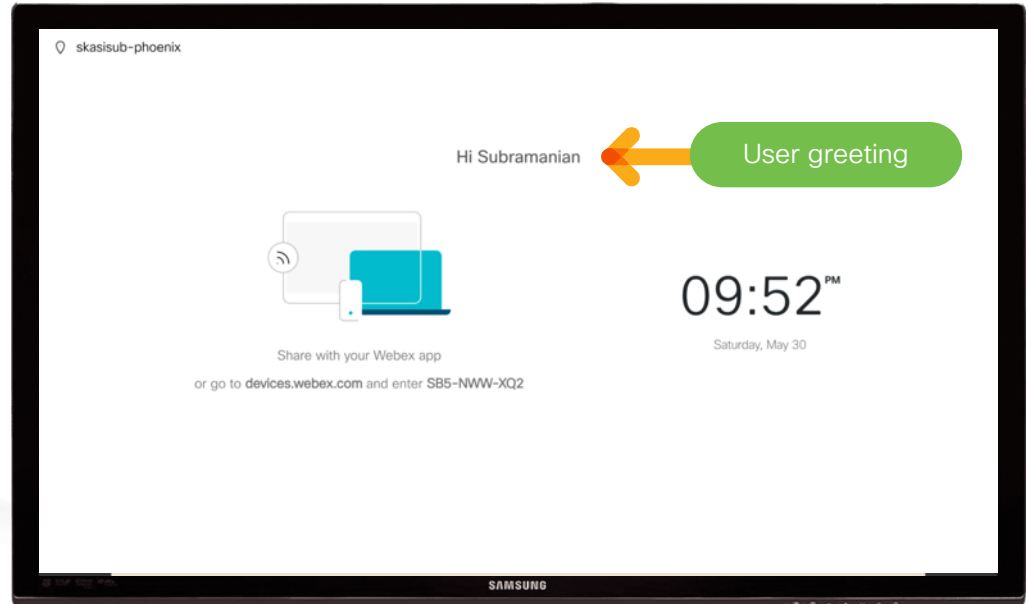 skasisub-phoenix
Hi Subramanian
User greeting
09:52 PM
Saturday, May 30
Share with your Webex app
or go to devices.webex.com and enter SB5-NWW-XQ2
SAMSUNG